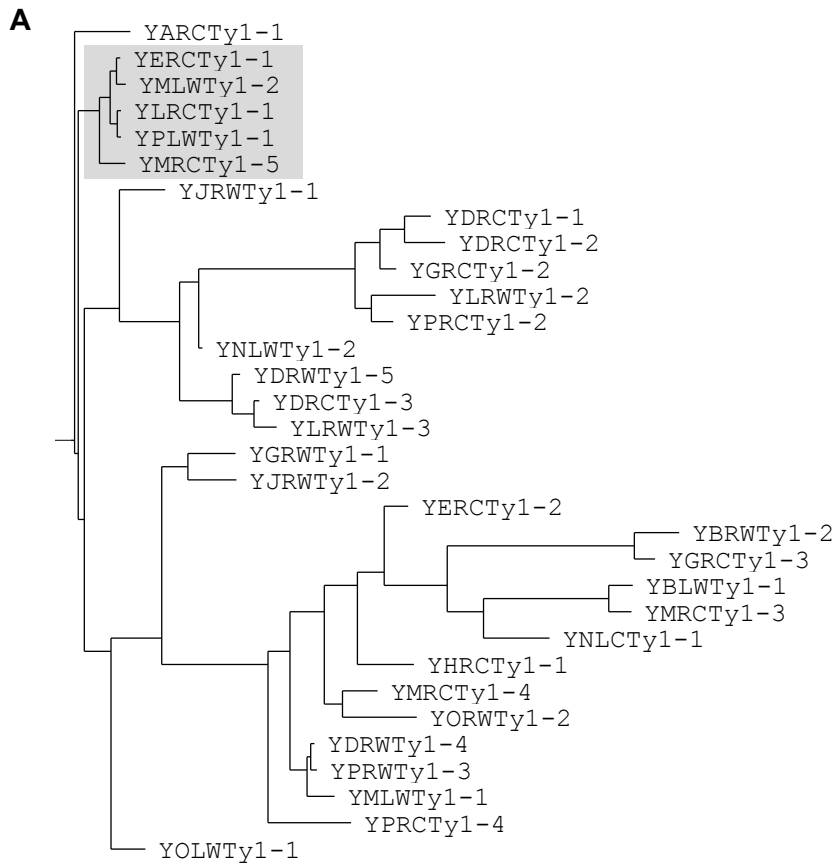 A
YARCTy1-1
YERCTy1-1
YMLWTy1-2
YLRCTy1-1
YPLWTy1-1
YMRCTy1-5
YJRWTy1-1
YDRCTy1-1
YDRCTy1-2
YGRCTy1-2
YLRWTy1-2
YPRCTy1-2
YNLWTy1-2
YDRWTy1-5
YDRCTy1-3
YLRWTy1-3
YGRWTy1-1
YJRWTy1-2
YERCTy1-2
YBRWTy1-2
YGRCTy1-3
YBLWTy1-1
YMRCTy1-3
YNLCTy1-1
YHRCTy1-1
YMRCTy1-4
YORWTy1-2
YDRWTy1-4
YPRWTy1-3
YMLWTy1-1
YPRCTy1-4
YOLWTy1-1